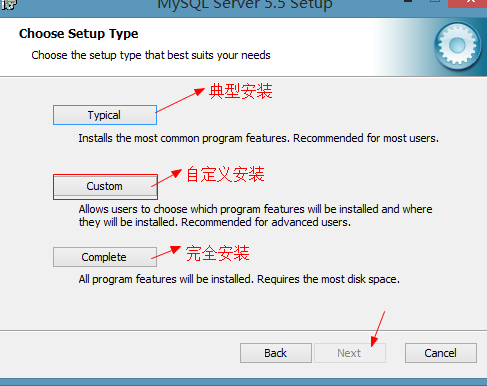 MySQL Server 5.5 Setup
Choose Setup Type
Choose the setup type that best suits your needs
Typical
典型安装
Installs the most common program features. Recommended for most users.
Custom
自定义安装
Allows users to choose which program features will be installed and where
they will be installed. Recommended for advanced users.
Complete
完全安装
All program features will be installed. Requires the most disk space.
Back
Next
Cancel